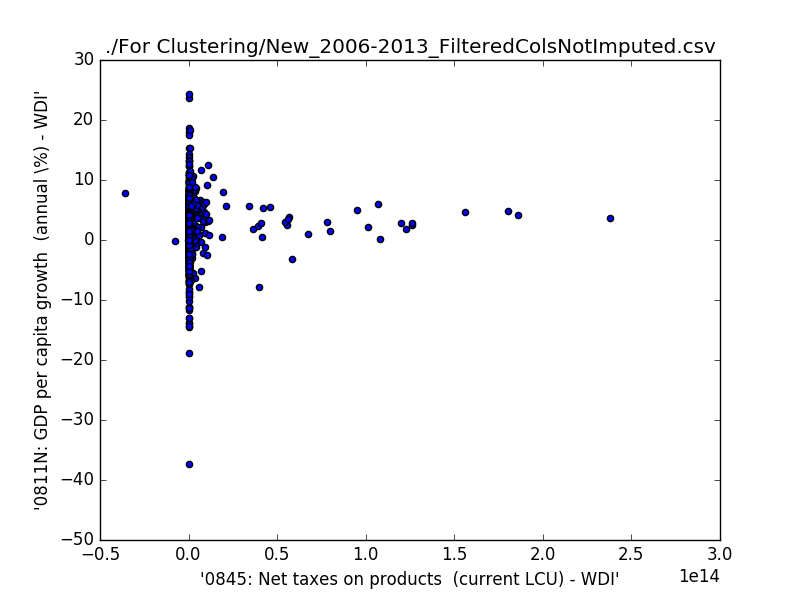 ./For Clustering/New_2006-2013_FilteredColsNotImputed.csv
30
20
10
0
−10
−20
−30
−40
−50
'0811N: GDP per capita growth  (annual \%) - WDI'
−0.5 0.0 0.5 1.0 1.5 2.0 2.5 3.0
1e14
'0845: Net taxes on products  (current LCU) - WDI'